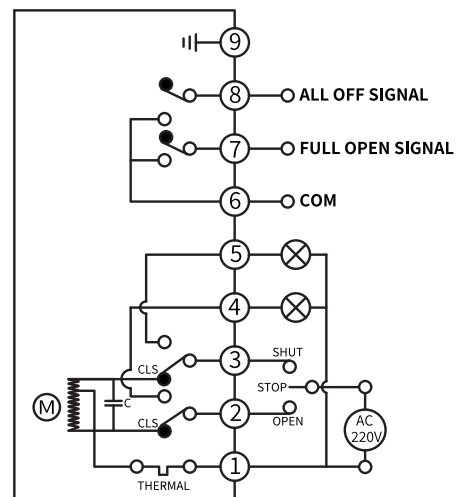 9
8 ALL OFF SIGNAL
7 FULL OPEN SIGNAL
6 COM
5
4
CLS 3 SHUT
STOP
M C
CLS 2 OPEN
AC
220V
1
THERMAL